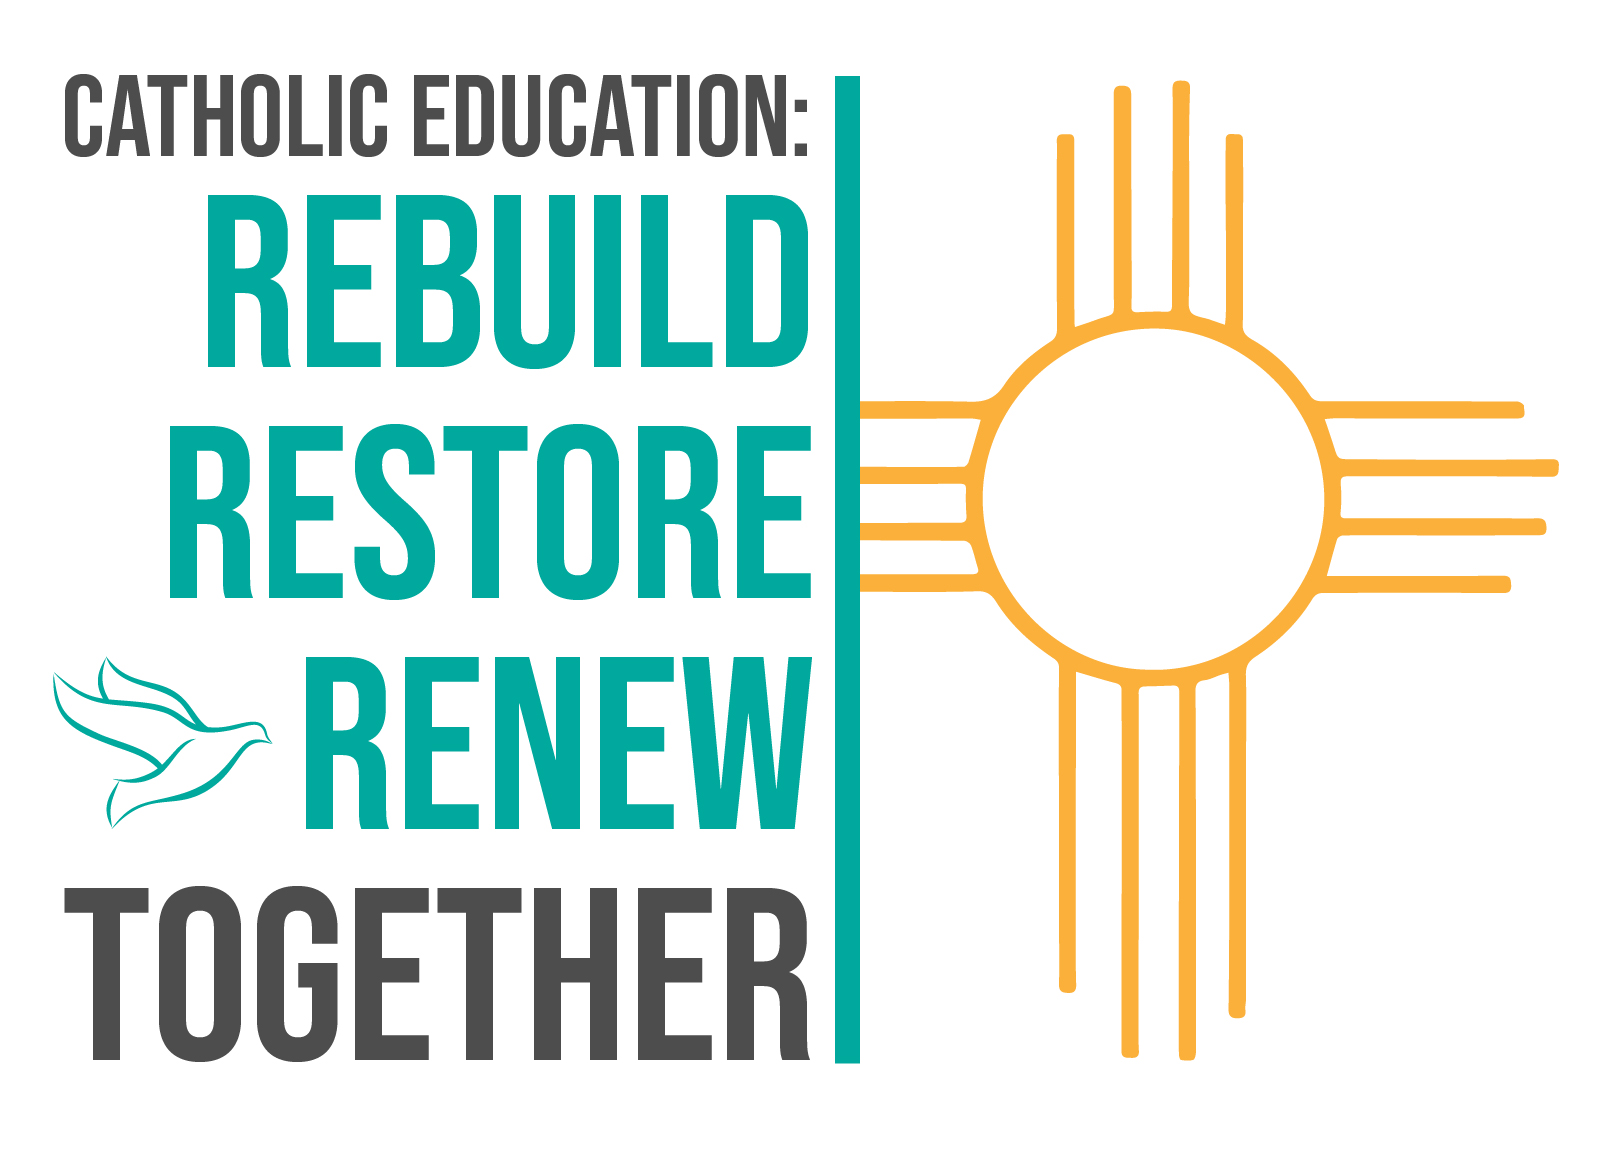 CATHOLIC EDUCATION:
REBUILD
RESTORE
RENEW
TOGETHER